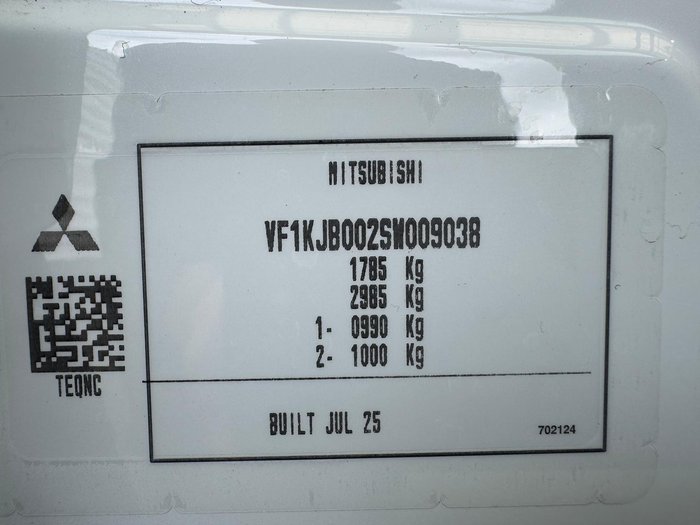 MITSUBISHI
VF1KJB002SW009038
1785 Kg
2985 Kg
1- 0990 Kg
2- 1000 Kg
TEQNC
BUILT JUL 25
702124